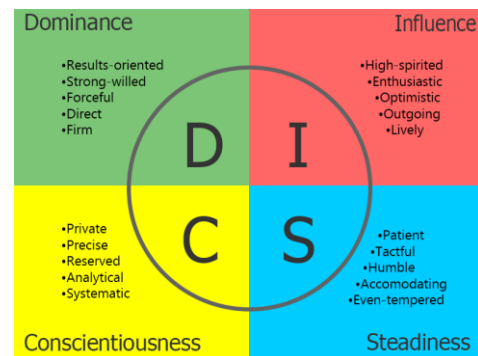 Dominance
•Results-oriented
•Strong-willed
•Forceful
•Direct
•Firm
D
Influence
•High-spirited
•Enthusiastic
•Optimistic
•Outgoing
•Lively
I
C
•Private
•Precise
•Reserved
•Analytical
•Systematic
Conscientiousness
S
•Patient
•Tactful
•Humble
•Accomodating
•Even-tempered
Steadiness